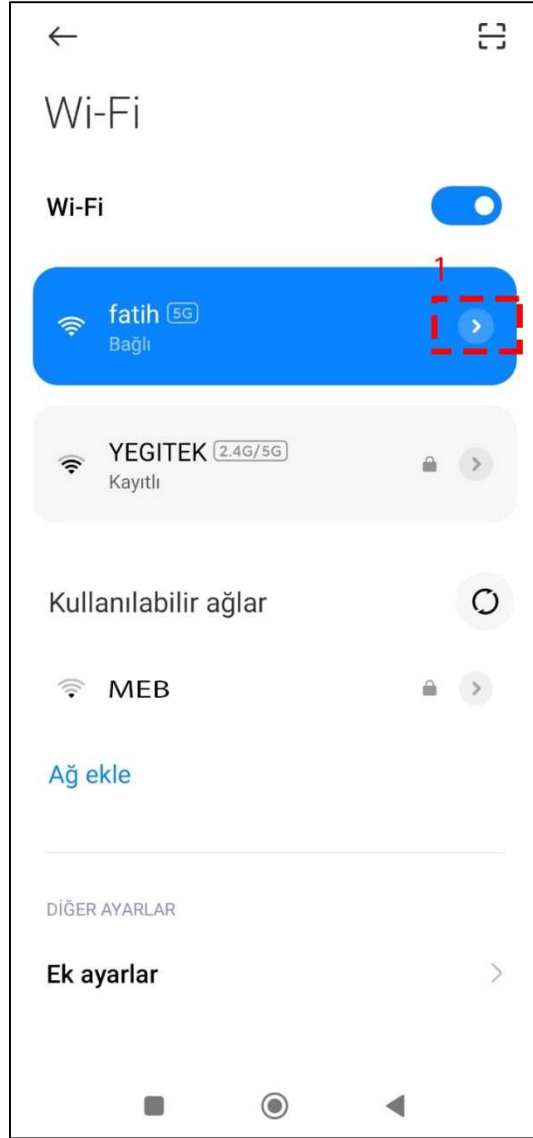 Wi-Fi
Wi-Fi
1
fatih 5G
Bağlı
YEGITEK 2.4G/5G
Kayıtlı
Kullanılabilir ağlar
MEB
Ağ ekle
DİĞER AYARLAR
Ek ayarlar